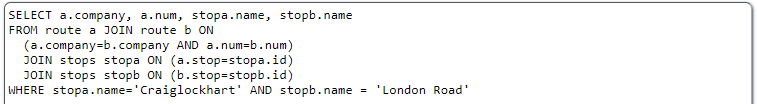 SELECT a.company, a.num, stopa.name, stopb.name
FROM route a JOIN route b ON
  (a.company=b.company AND a.num=b.num)
  JOIN stops stopa ON (a.stop=stopa.id)
  JOIN stops stopb ON (b.stop=stopb.id)
WHERE stopa.name='Craiglockhart' AND stopb.name = 'London Road'